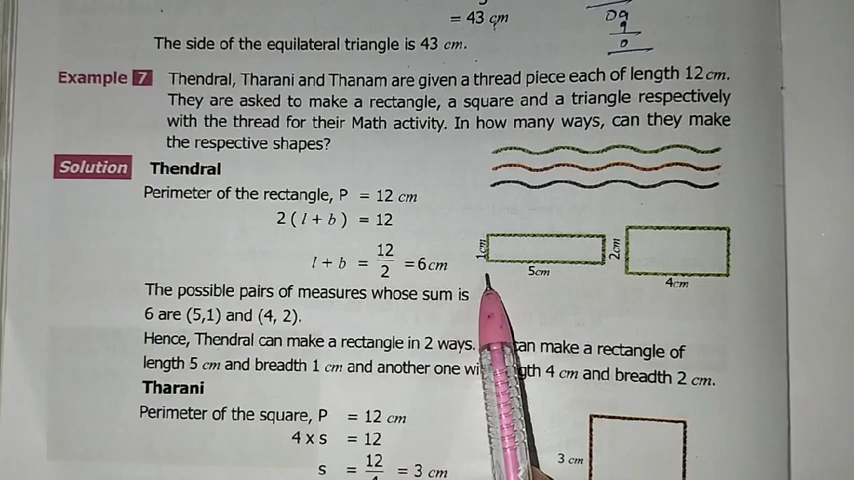 = 43 cm
09
9
0
The side of the equilateral triangle is 43 cm.
Example 7 Thendral, Tharani and Thanam are given a thread piece each of length 12 cm.
They are asked to make a rectangle, a square and a triangle respectively
with the thread for their Math activity. In how many ways, can they make
the respective shapes?
Solution Thendral
Perimeter of the rectangle, P = 12 cm
2 ( l + b ) = 12
l + b = 12/2 = 6 cm
1cm
5cm
2cm
4cm
The possible pairs of measures whose sum is
6 are (5,1) and (4, 2).
Hence, Thendral can make a rectangle in 2 ways. can make a rectangle of
length 5 cm and breadth 1 cm and another one 4 cm and breadth 2 cm.
Tharani
Perimeter of the square, P = 12 cm
4 x s = 12
s = 12/4 = 3 cm
3 cm